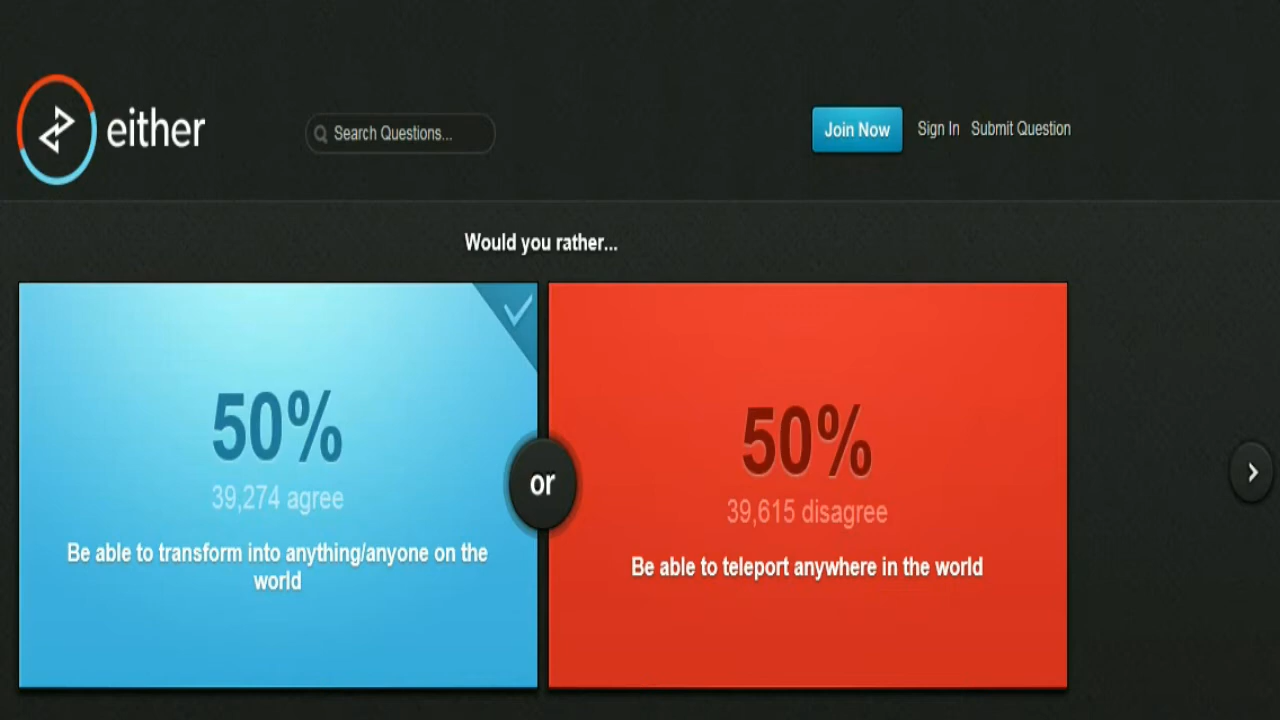 either
Search Questions...
Join Now
Sign In
Submit Question
Would you rather...
50%
39,274 agree
Be able to transform into anything/anyone on the
world
or
50%
39,615 disagree
Be able to teleport anywhere in the world